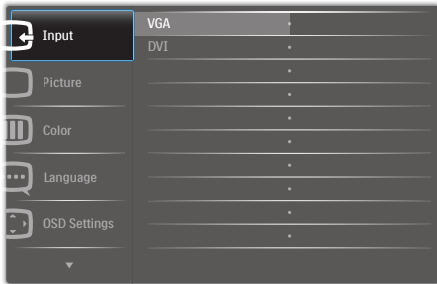 Input
Picture
Color
Language
OSD Settings
VGA
DVI